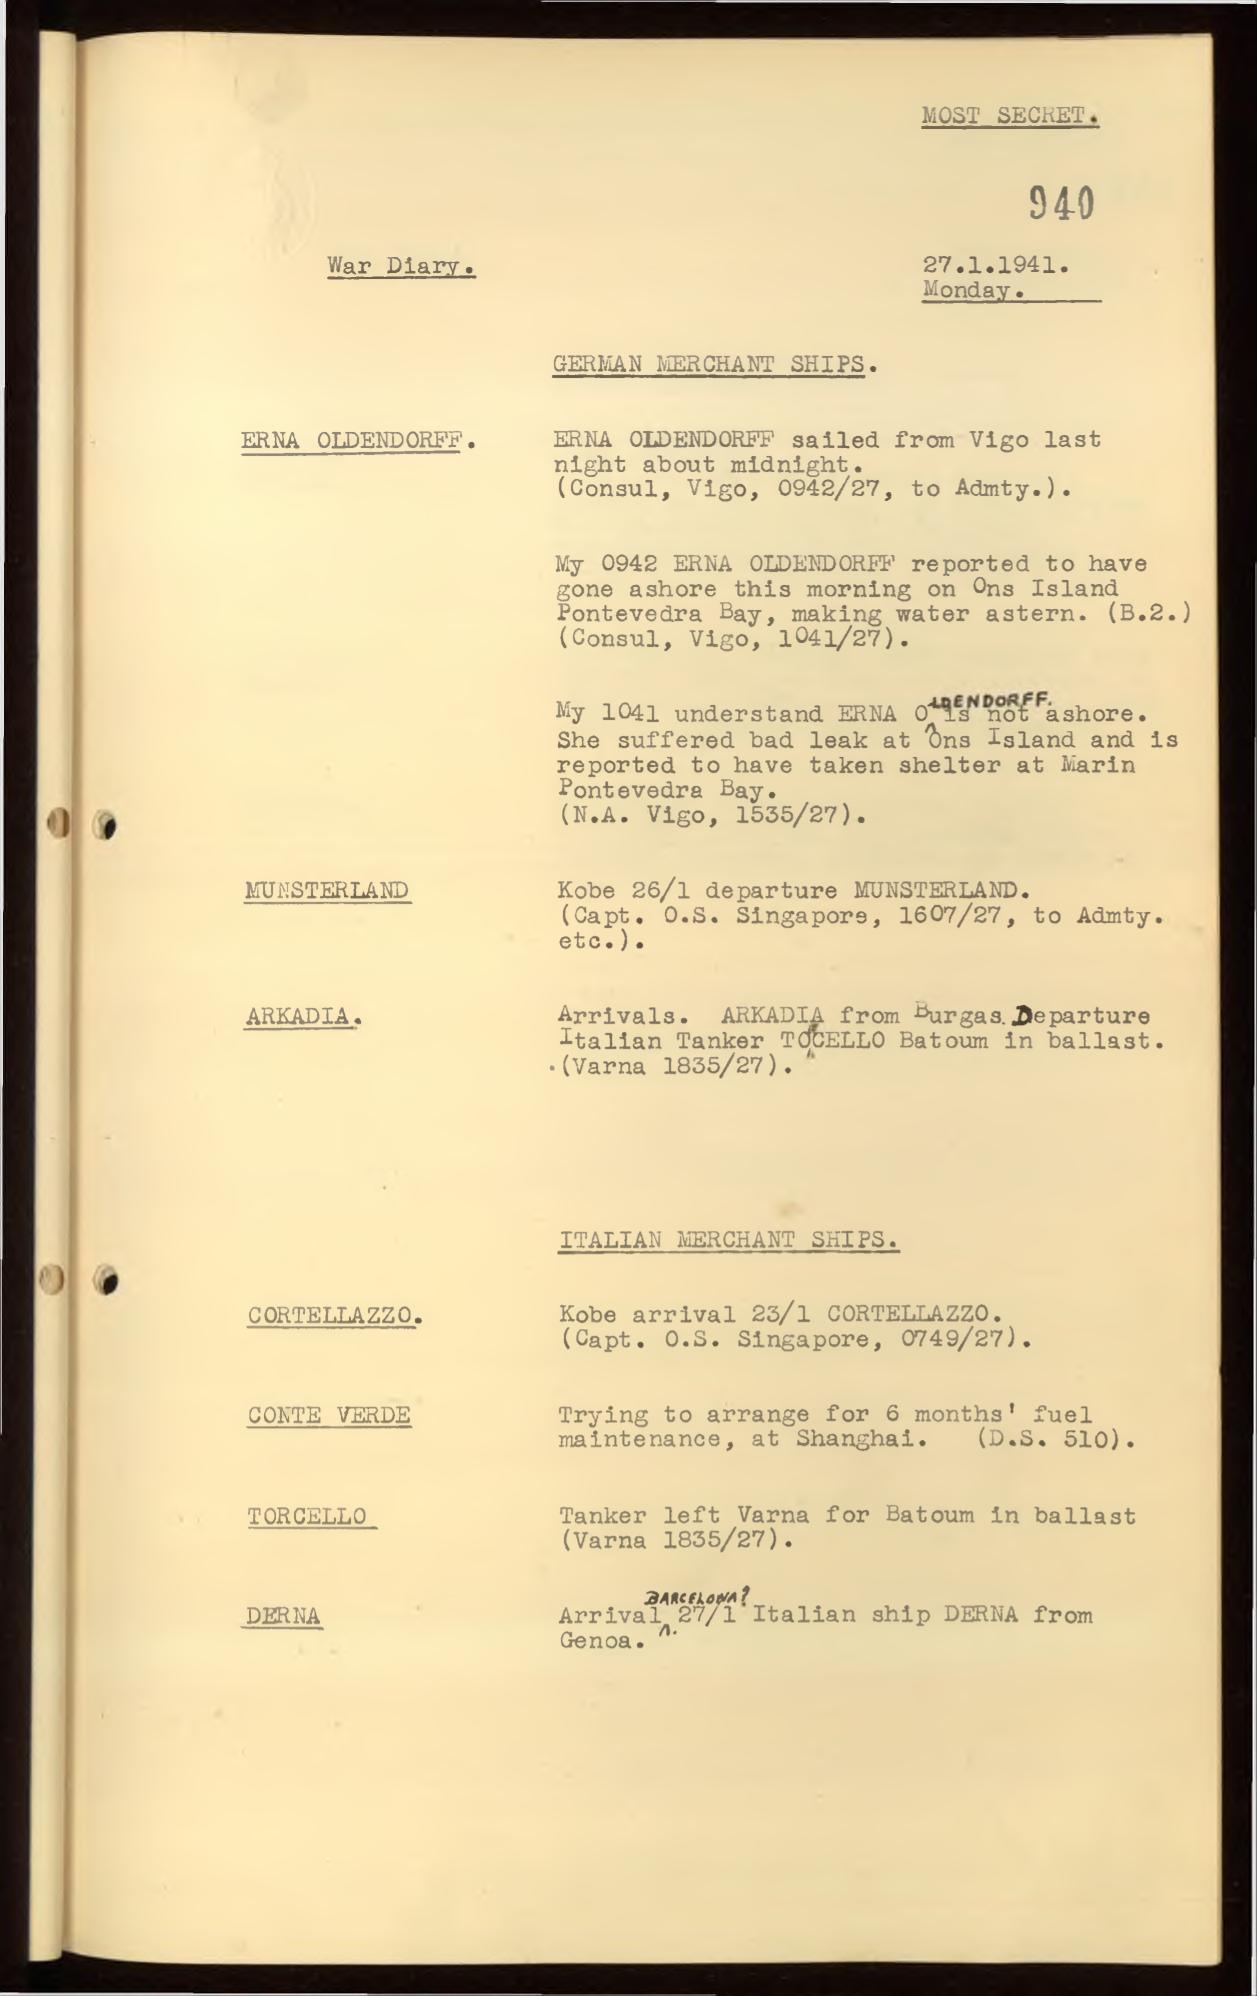 MOST SECRET.
940
War Diary.
27.1.1941.
Monday.
GERMAN MERCHANT SHIPS.
ERNA OLDENDORFF.
ERNA OLDENDORFF sailed from Vigo last
night about midnight.
(Consul, Vigo, 0942/27, to Admty.).
My 0942 ERNA OLDENDORFF reported to have
gone ashore this morning on Ons Island
Pontevedra Bay, making water astern. (B.2.)
(Consul, Vigo, 1041/27).
LDENDORFF.
My 1041 understand ERNA O is not ashore.
She suffered bad leak at Ons Island and is
reported to have taken shelter at Marin
Pontevedra Bay.
(N.A. Vigo, 1535/27).
MUNSTERLAND
Kobe 26/1 departure MUNSTERLAND.
(Capt. O.S. Singapore, 1607/27, to Admty.
etc.).
ARKADIA.
Arrivals. ARKADIA from Burgas. Departure
Italian Tanker TOCELLO Batoum in ballast.
(Varna 1835/27).
ITALIAN MERCHANT SHIPS.
CORTELLAZZO.
Kobe arrival 23/1 CORTELLAZZO.
(Capt. O.S. Singapore, 0749/27).
CONTE VERDE
Trying to arrange for 6 months' fuel
maintenance, at Shanghai. (D.S. 510).
TORCELLO
Tanker left Varna for Batoum in ballast
(Varna 1835/27).
BARCELONA?
DERNA
Arrival 27/1 Italian ship DERNA from
Genoa.